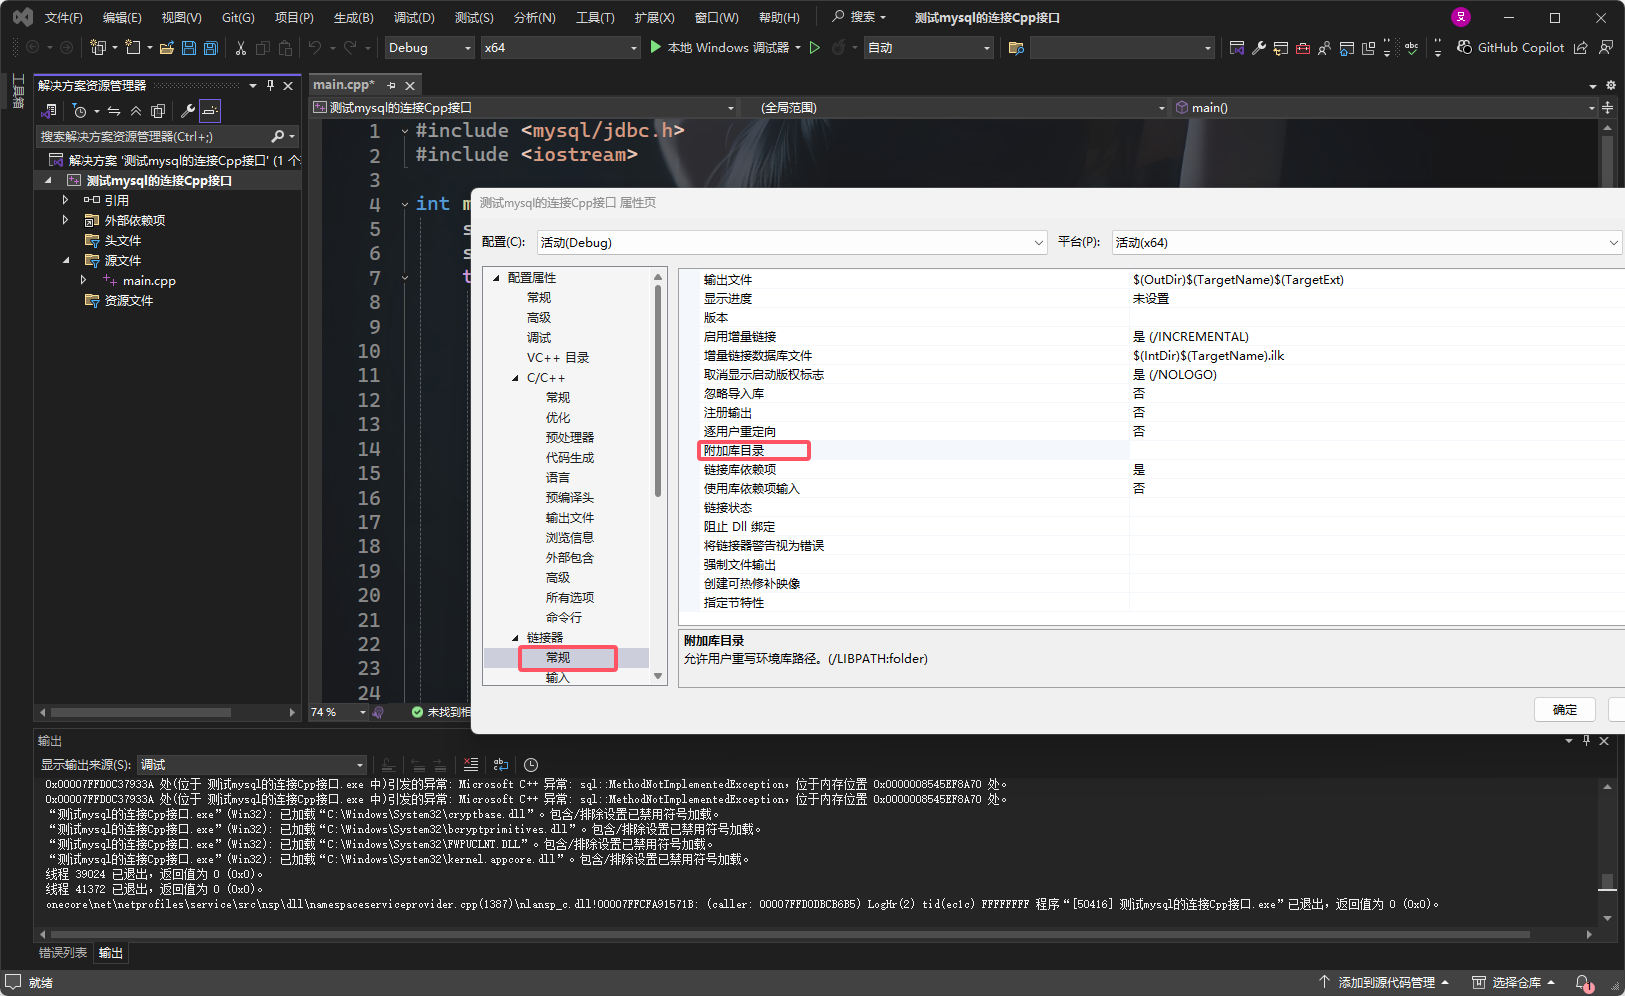 文件(F) 编辑(E) 视图(V) Git(G) 项目(P) 生成(B) 调试(D) 测试(S) 分析(N) 工具(T) 扩展(X) 窗口(W) 帮助(H) 搜索 测试mysql的连接Cpp接口
Debug x64 本地 Windows 调试器 自动 GitHub Copilot
工具箱
解决方案资源管理器
搜索解决方案资源管理器(Ctrl+;)
解决方案 '测试mysql的连接Cpp接口' (1 个
测试mysql的连接Cpp接口
引用
外部依赖项
头文件
源文件
main.cpp
资源文件
main.cpp*
测试mysql的连接Cpp接口 (全局范围) main()
1 #include <mysql/jdbc.h>
2 #include <iostream>
3
4 int m
5 s
6 s
7 t
8
9
10
11
12
13
14
15
16
17
18
19
20
21
22
23
24
74 % 未找到相
测试mysql的连接Cpp接口 属性页
配置(C): 活动(Debug) 平台(P): 活动(x64)
配置属性
常规
高级
调试
VC++ 目录
C/C++
常规
优化
预处理器
代码生成
语言
预编译头
输出文件
浏览信息
外部包含
高级
所有选项
命令行
链接器
常规
输入
输出文件 $(OutDir)$(TargetName)$(TargetExt)
显示进度 未设置
版本
启用增量链接 是 (/INCREMENTAL)
增量链接数据库文件 $(IntDir)$(TargetName).ilk
取消显示启动版权标志 是 (/NOLOGO)
忽略导入库 否
注册输出 否
逐用户重定向 否
附加库目录
链接库依赖项 是
使用库依赖项输入 否
链接状态
阻止 Dll 绑定
将链接器警告视为错误
强制文件输出
创建可热修补映像
指定节特性
附加库目录
允许用户重写环境库路径。(/LIBPATH:folder)
确定
输出
显示输出来源(S): 调试
0x00007FFD0C37933A 处(位于 测试mysql的连接Cpp接口.exe 中)引发的异常: Microsoft C++ 异常: sql::MethodNotImplementedException，位于内存位置 0x0000008545EF8A70 处。
0x00007FFD0C37933A 处(位于 测试mysql的连接Cpp接口.exe 中)引发的异常: Microsoft C++ 异常: sql::MethodNotImplementedException，位于内存位置 0x0000008545EF8A70 处。
“测试mysql的连接Cpp接口.exe”(Win32): 已加载“C:\Windows\System32\cryptbase.dll”。包含/排除设置已禁用符号加载。
“测试mysql的连接Cpp接口.exe”(Win32): 已加载“C:\Windows\System32\bcryptprimitives.dll”。包含/排除设置已禁用符号加载。
“测试mysql的连接Cpp接口.exe”(Win32): 已加载“C:\Windows\System32\FWPUCLNT.DLL”。包含/排除设置已禁用符号加载。
“测试mysql的连接Cpp接口.exe”(Win32): 已加载“C:\Windows\System32\kernel.appcore.dll”。包含/排除设置已禁用符号加载。
线程 39024 已退出，返回值为 0 (0x0)。
线程 41372 已退出，返回值为 0 (0x0)。
onecore\net\netprofiles\service\src\nsp\dll\namespaceserviceprovider.cpp(1387)\nlansp_c.dll!00007FFCFA91571B: (caller: 00007FFD0DBCB6B5) LogHr(2) tid(ec1c) FFFFFFFF 程序“[50416] 测试mysql的连接Cpp接口.exe”已退出，返回值为 0 (0x0)。
错误列表 输出
就绪 添加到源代码管理 选择仓库 1